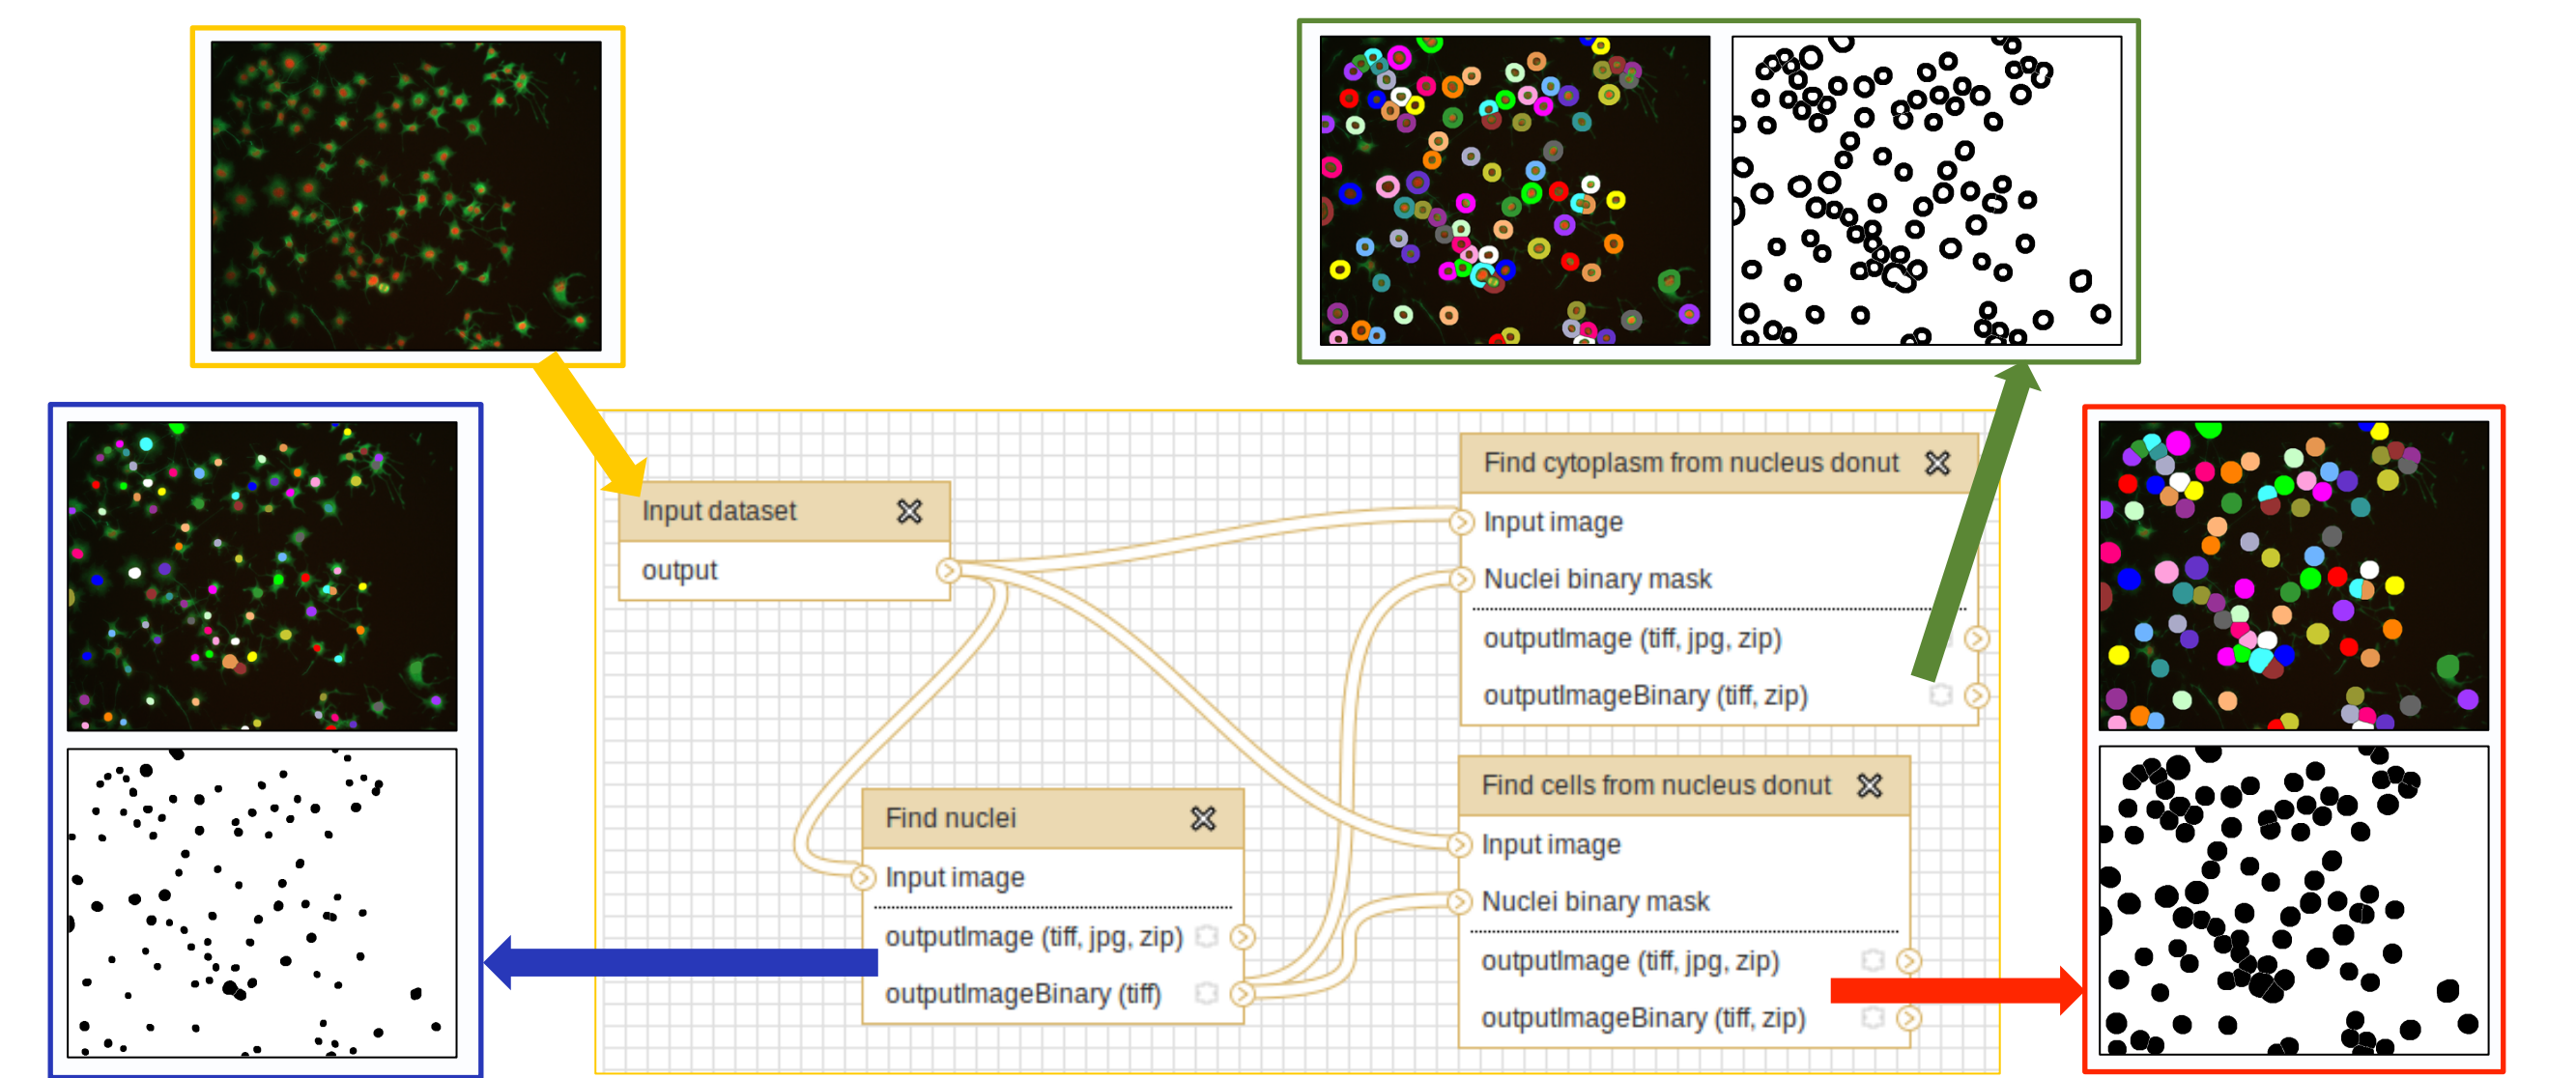 Input dataset
output
Find nuclei
Input image
outputImage (tiff, jpg, zip)
outputImageBinary (tiff)
Find cytoplasm from nucleus donut
Input image
Nuclei binary mask
outputImage (tiff, jpg, zip)
outputImageBinary (tiff, zip)
Find cells from nucleus donut
Input image
Nuclei binary mask
outputImage (tiff, jpg, zip)
outputImageBinary (tiff, zip)